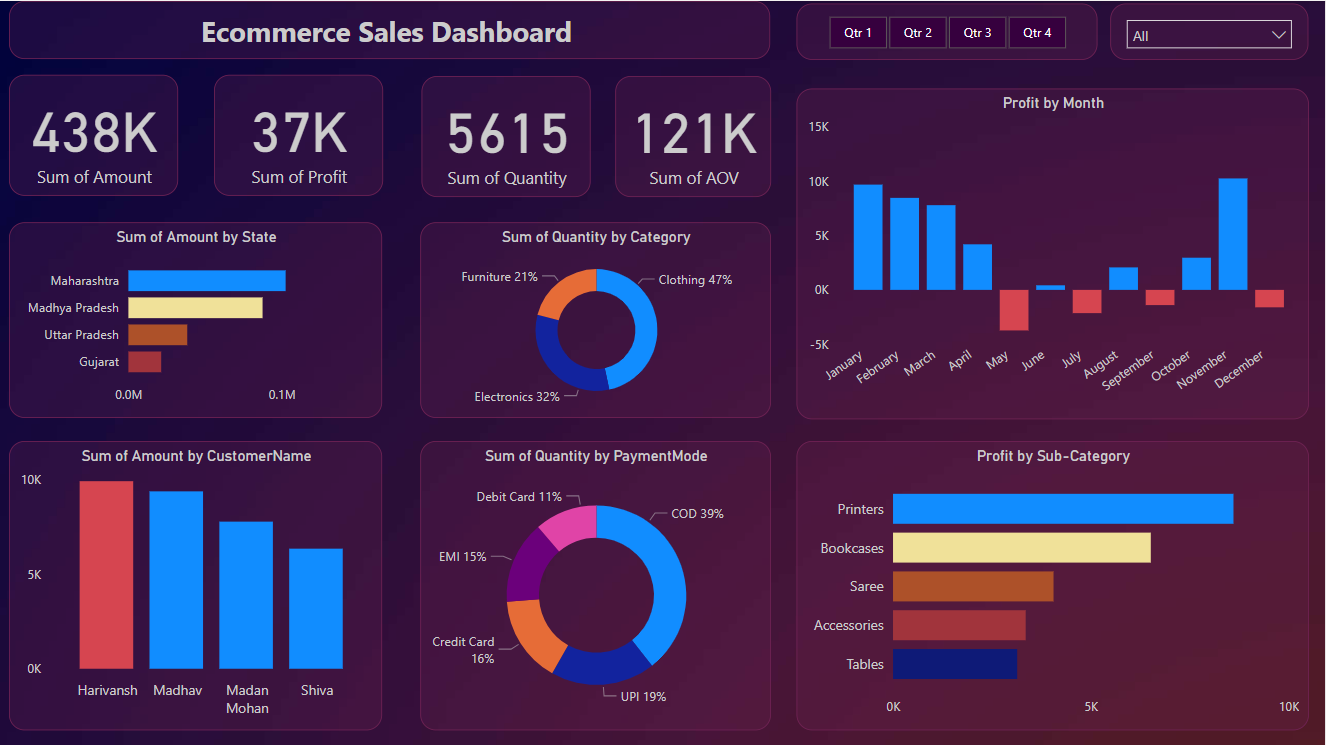 Ecommerce Sales Dashboard
Qtr 1
Qtr 2
Qtr 3
Qtr 4
All
438K
Sum of Amount
37K
Sum of Profit
5615
Sum of Quantity
121K
Sum of AOV
Profit by Month
15K
10K
5K
0K
-5K
January
February
March
April
May
June
July
August
September
October
November
December
Sum of Amount by State
Maharashtra
Madhya Pradesh
Uttar Pradesh
Gujarat
0.0M
0.1M
Sum of Quantity by Category
Furniture 21%
Clothing 47%
Electronics 32%
Sum of Amount by CustomerName
10K
5K
0K
Harivansh
Madhav
Madan
Mohan
Shiva
Sum of Quantity by PaymentMode
Debit Card 11%
COD 39%
EMI 15%
Credit Card
16%
UPI 19%
Profit by Sub-Category
Printers
Bookcases
Saree
Accessories
Tables
0K
5K
10K